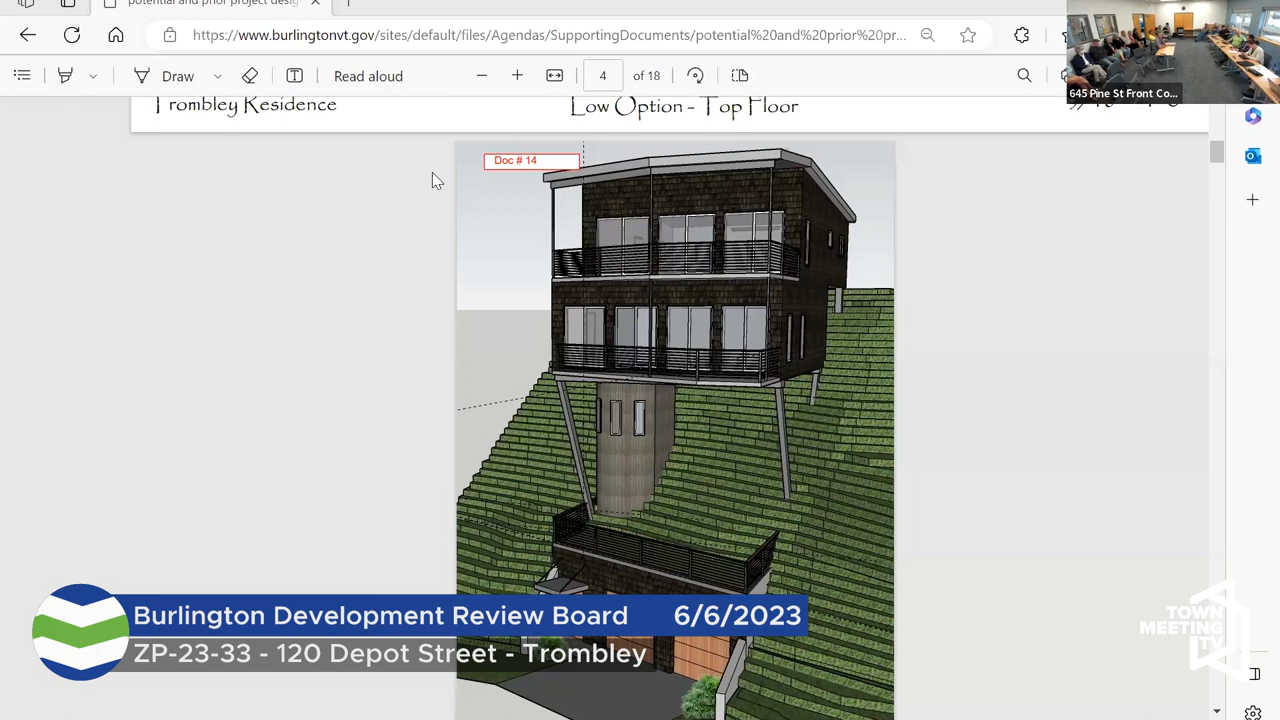 https://www.burlingtonvt.gov/sites/default/files/Agendas/SupportingDocuments/potential%20and%20prior%20pr...
Draw
Read aloud
4
of 18
645 Pine St Front Co...
Trombley Residence
Low Option - Top Floor
Doc # 14
Burlington Development Review Board 6/6/2023
ZP-23-33 - 120 Depot Street - Trombley
TOWN
MEETING
TV